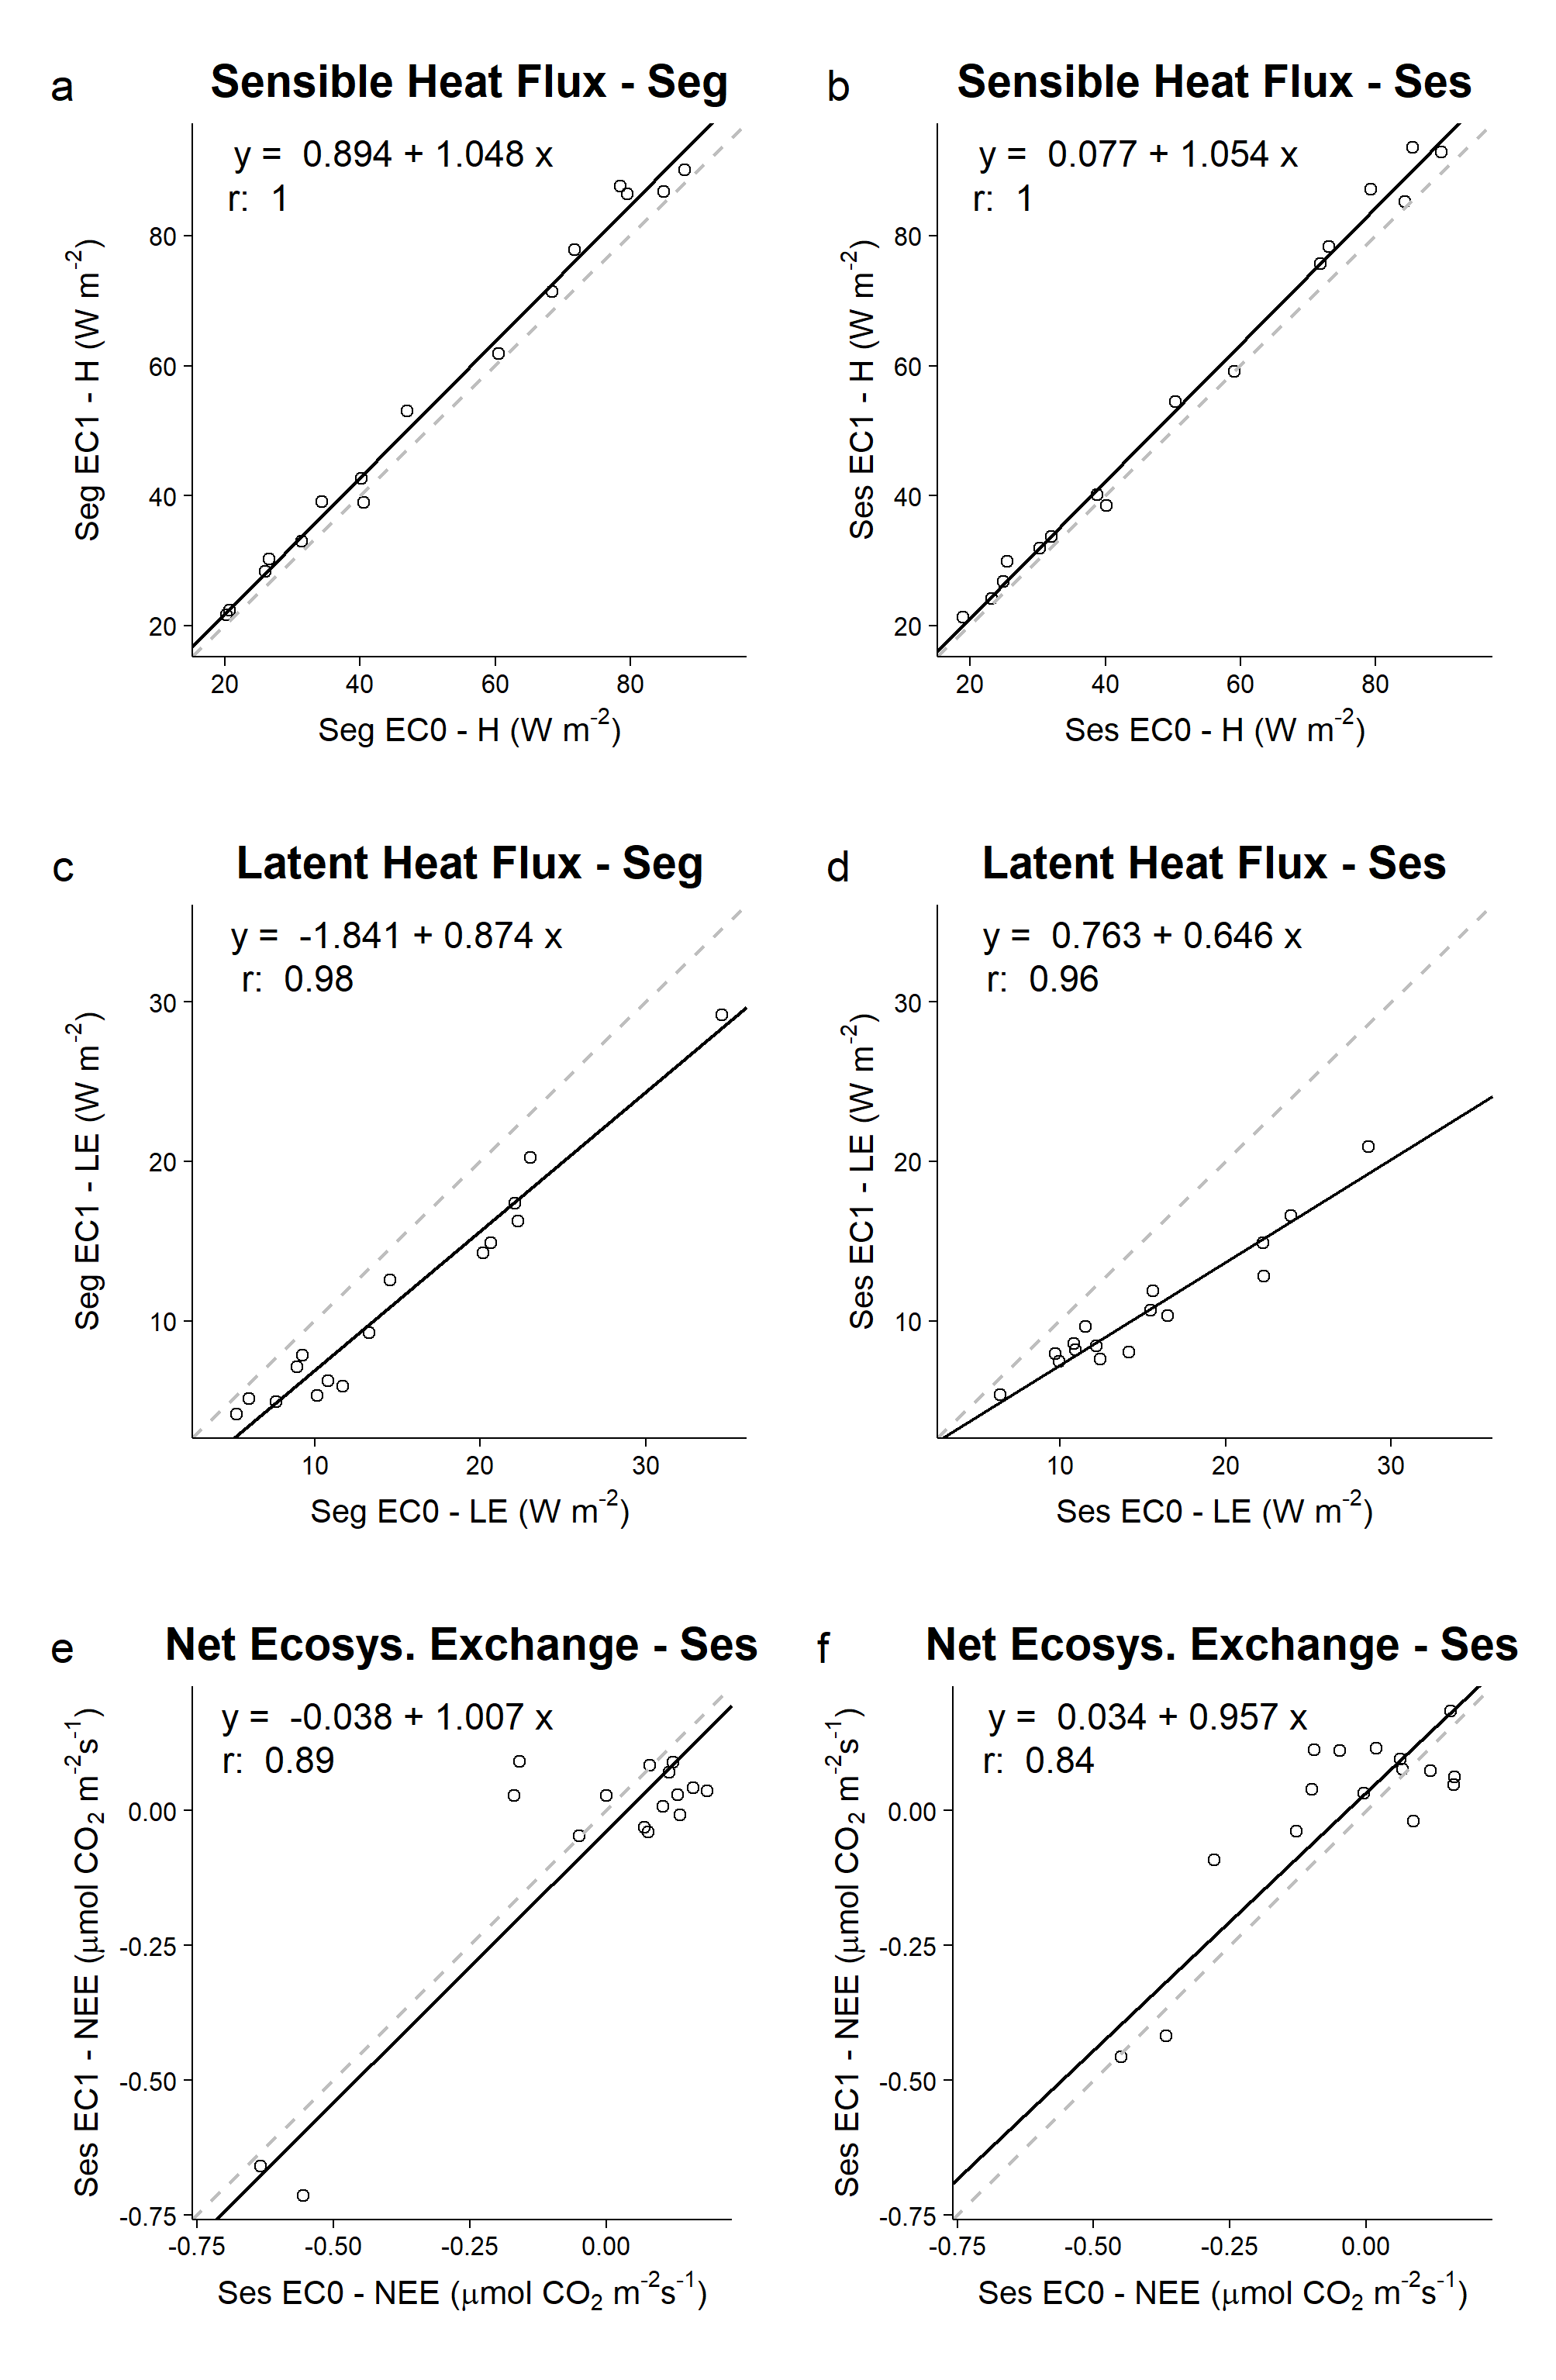 a
Sensible Heat Flux - Seg
y = 0.894 + 1.048 x
r: 1
80
60
40
20
20 40 60 80
Seg EC1 - H (W m-2)
Seg EC0 - H (W m-2)
b
Sensible Heat Flux - Ses
y = 0.077 + 1.054 x
r: 1
80
60
40
20
20 40 60 80
Ses EC1 - H (W m-2)
Ses EC0 - H (W m-2)
c
Latent Heat Flux - Seg
y = -1.841 + 0.874 x
r: 0.98
30
20
10
10 20 30
Seg EC1 - LE (W m-2)
Seg EC0 - LE (W m-2)
d
Latent Heat Flux - Ses
y = 0.763 + 0.646 x
r: 0.96
30
20
10
10 20 30
Ses EC1 - LE (W m-2)
Ses EC0 - LE (W m-2)
e
Net Ecosys. Exchange - Ses
y = -0.038 + 1.007 x
r: 0.89
0.00
-0.25
-0.50
-0.75
-0.75 -0.50 -0.25 0.00
Ses EC1 - NEE (μmol CO2 m-2s-1)
Ses EC0 - NEE (μmol CO2 m-2s-1)
f
Net Ecosys. Exchange - Ses
y = 0.034 + 0.957 x
r: 0.84
0.00
-0.25
-0.50
-0.75
-0.75 -0.50 -0.25 0.00
Ses EC1 - NEE (μmol CO2 m-2s-1)
Ses EC0 - NEE (μmol CO2 m-2s-1)